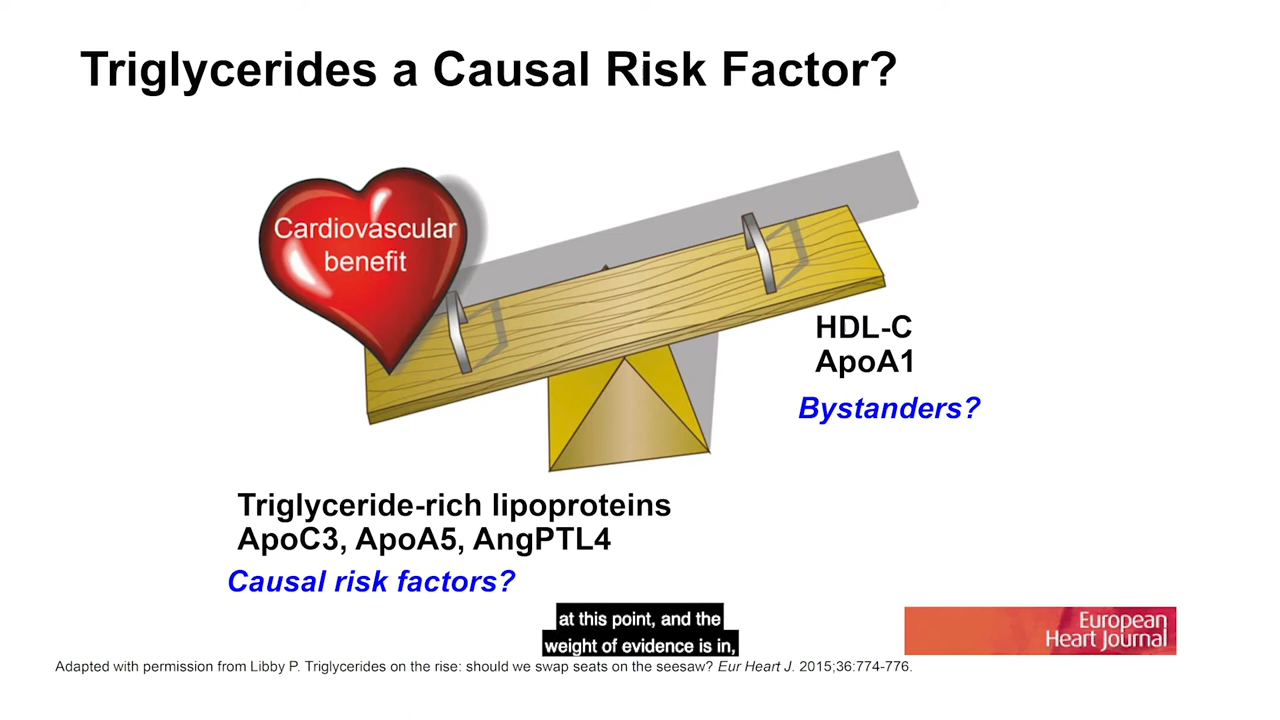 Triglycerides a Causal Risk Factor?
Cardiovascular
benefit
HDL-C
ApoA1
Bystanders?
Triglyceride-rich lipoproteins
ApoC3, ApoA5, AngPTL4
Causal risk factors?
at this point, and the
weight of evidence is in,
European
Heart Journal
Adapted with permission from Libby P. Triglycerides on the rise: should we swap seats on the seesaw? Eur Heart J. 2015;36:774-776.